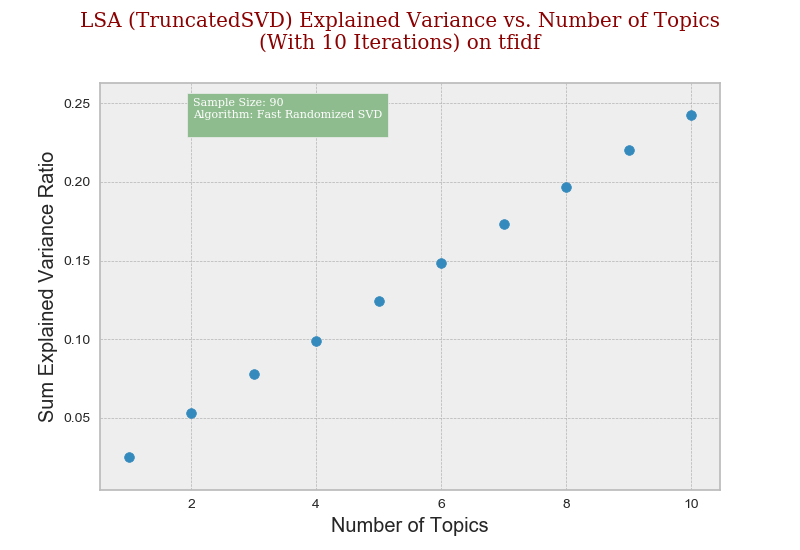 LSA (TruncatedSVD) Explained Variance vs. Number of Topics
(With 10 Iterations) on tfidf
Sample Size: 90
Algorithm: Fast Randomized SVD
Sum Explained Variance Ratio
0.25
0.20
0.15
0.10
0.05
2 4 6 8 10
Number of Topics